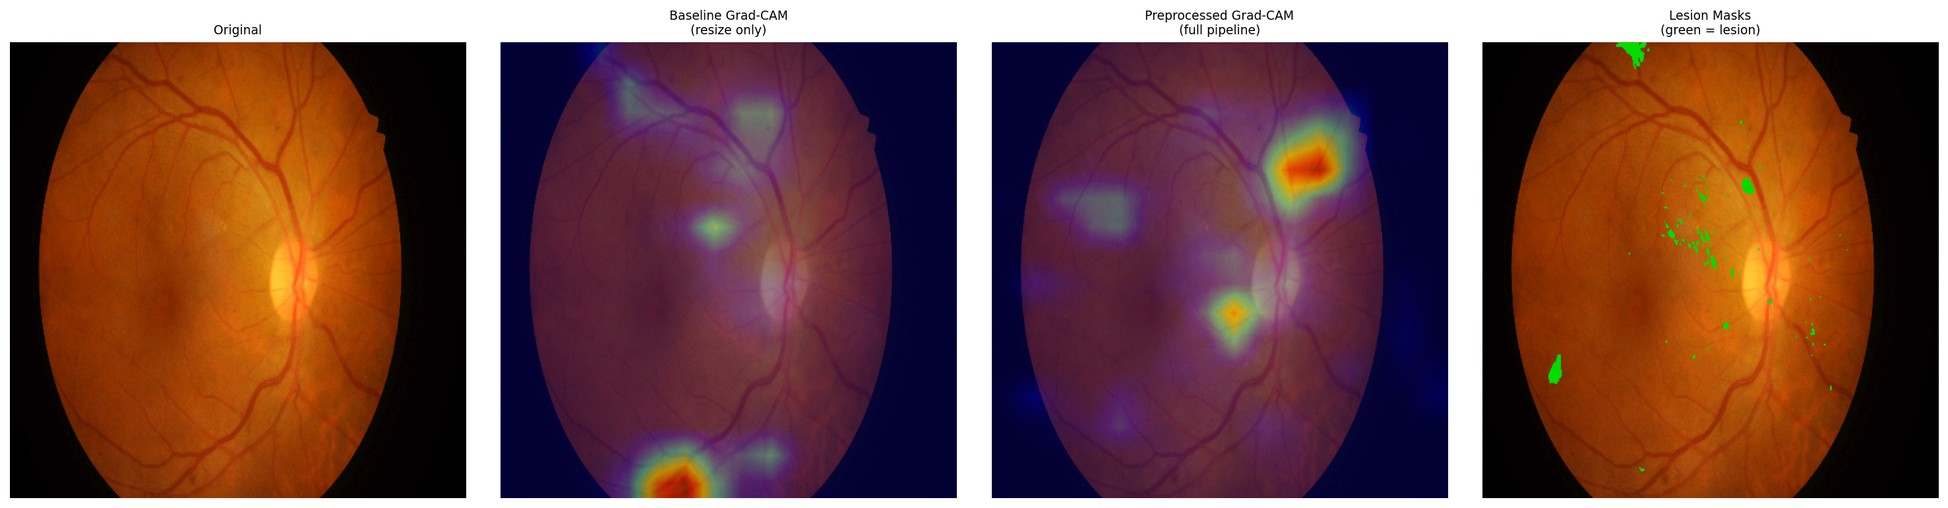 Original
Baseline Grad-CAM
(resize only)
Preprocessed Grad-CAM
(full pipeline)
Lesion Masks
(green = lesion)